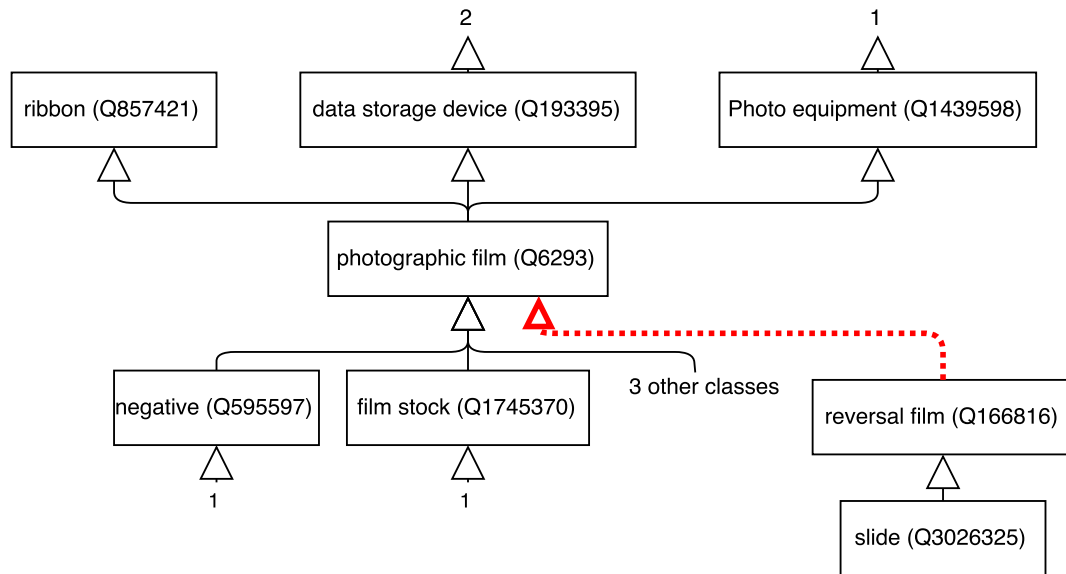 2
1
ribbon (Q857421)
data storage device (Q193395)
Photo equipment (Q1439598)
photographic film (Q6293)
3 other classes
negative (Q595597)
film stock (Q1745370)
reversal film (Q166816)
1
1
slide (Q3026325)